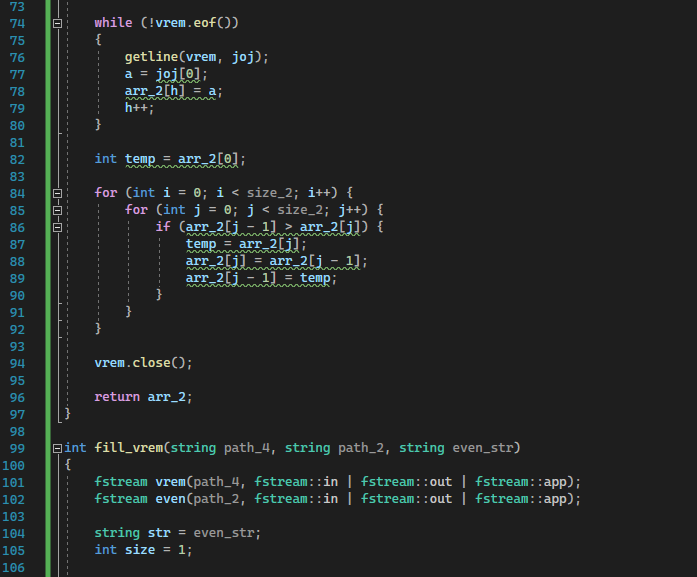 73
74 while (!vrem.eof())
75 {
76 getline(vrem, joj);
77 a = joj[0];
78 arr_2[h] = a;
79 h++;
80 }
81
82 int temp = arr_2[0];
83
84 for (int i = 0; i < size_2; i++) {
85 for (int j = 0; j < size_2; j++) {
86 if (arr_2[j - 1] > arr_2[j]) {
87 temp = arr_2[j];
88 arr_2[j] = arr_2[j - 1];
89 arr_2[j - 1] = temp;
90 }
91 }
92 }
93
94 vrem.close();
95
96 return arr_2;
97 }
98
99 int fill_vrem(string path_4, string path_2, string even_str)
100 {
101 fstream vrem(path_4, fstream::in | fstream::out | fstream::app);
102 fstream even(path_2, fstream::in | fstream::out | fstream::app);
103
104 string str = even_str;
105 int size = 1;
106